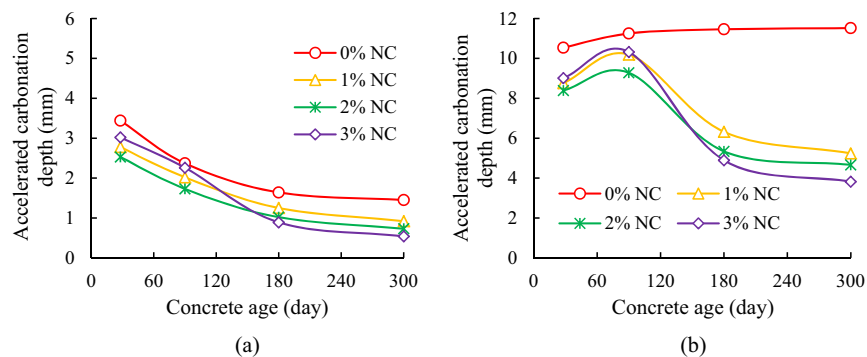 Accelerated carbonation
depth (mm)
6
5
4
3
2
1
0
0% NC
1% NC
2% NC
3% NC
0 60 120 180 240 300
Concrete age (day)
(a)
Accelerated carbonation
depth (mm)
12
10
8
6
4
2
0
0% NC 1% NC
2% NC 3% NC
0 60 120 180 240 300
Concrete age (day)
(b)